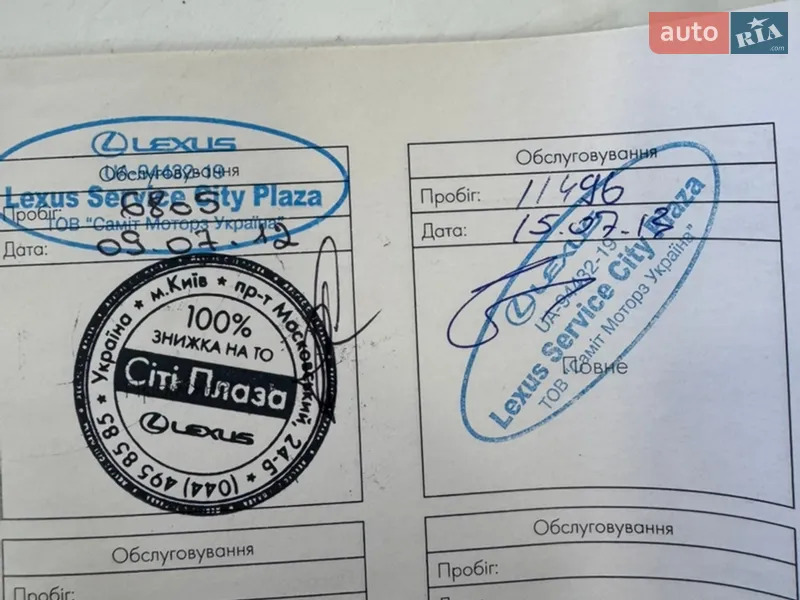 auto RIA.com
LEXUS
Обслуговування
UA-94432-19
Lexus Service City Plaza
Пробіг: 0805
ТОВ "Саміт Моторз Україна"
Дата: 09.07.12
Україна ★ м.Київ ★ пр-т Московський, 24-Б ★ (044) 495 85 85 ★
100%
ЗНИЖКА НА ТО
Сіті Плаза
LEXUS
Обслуговування
Пробіг: 11496
Дата: 15.07.13
LEXUS
UA-94432-19
Lexus Service City Plaza
ТОВ "Саміт Моторз Україна"
Повне
Обслуговування
Пробіг:
Обслуговування
Пробіг: